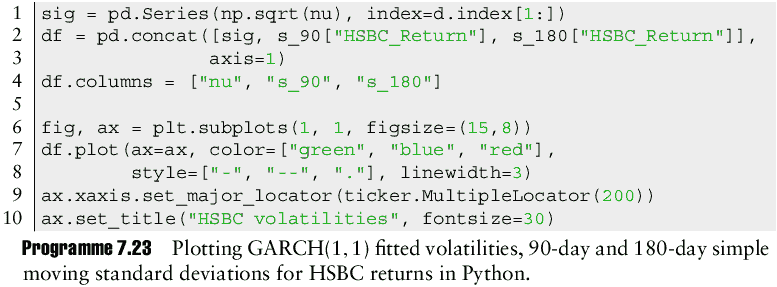 1 sig = pd.Series(np.sqrt(nu), index=d.index[1:])
2 df = pd.concat([sig, s_90["HSBC_Return"], s_180["HSBC_Return"]],
3                axis=1)
4 df.columns = ["nu", "s_90", "s_180"]
5
6 fig, ax = plt.subplots(1, 1, figsize=(15,8))
7 df.plot(ax=ax, color=["green", "blue", "red"],
8         style=["-", "--", "."], linewidth=3)
9 ax.xaxis.set_major_locator(ticker.MultipleLocator(200))
10 ax.set_title("HSBC volatilities", fontsize=30)
Programme 7.23 Plotting GARCH(1, 1) fitted volatilities, 90-day and 180-day simple
moving standard deviations for HSBC returns in Python.